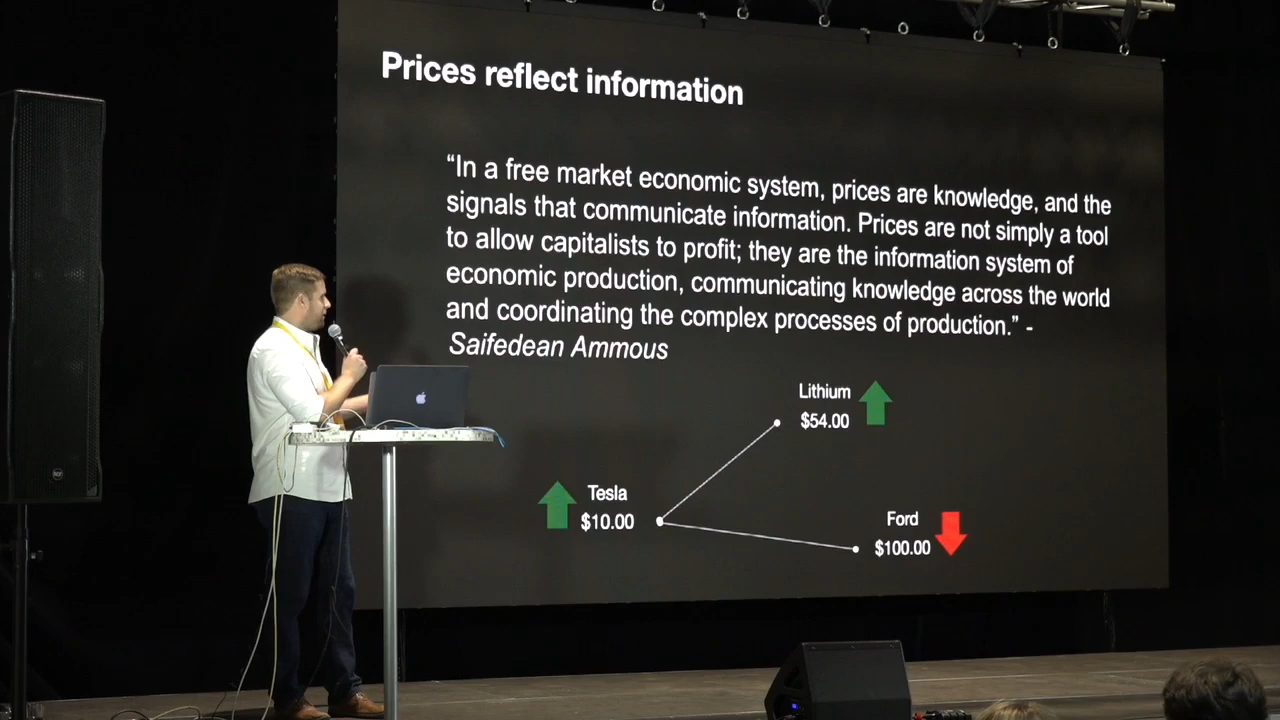 Prices reflect information
“In a free market economic system, prices are knowledge, and the
signals that communicate information. Prices are not simply a tool
to allow capitalists to profit; they are the information system of
economic production, communicating knowledge across the world
and coordinating the complex processes of production.” -
Saifedean Ammous
Lithium
$54.00
Tesla
$10.00
Ford
$100.00
RCF